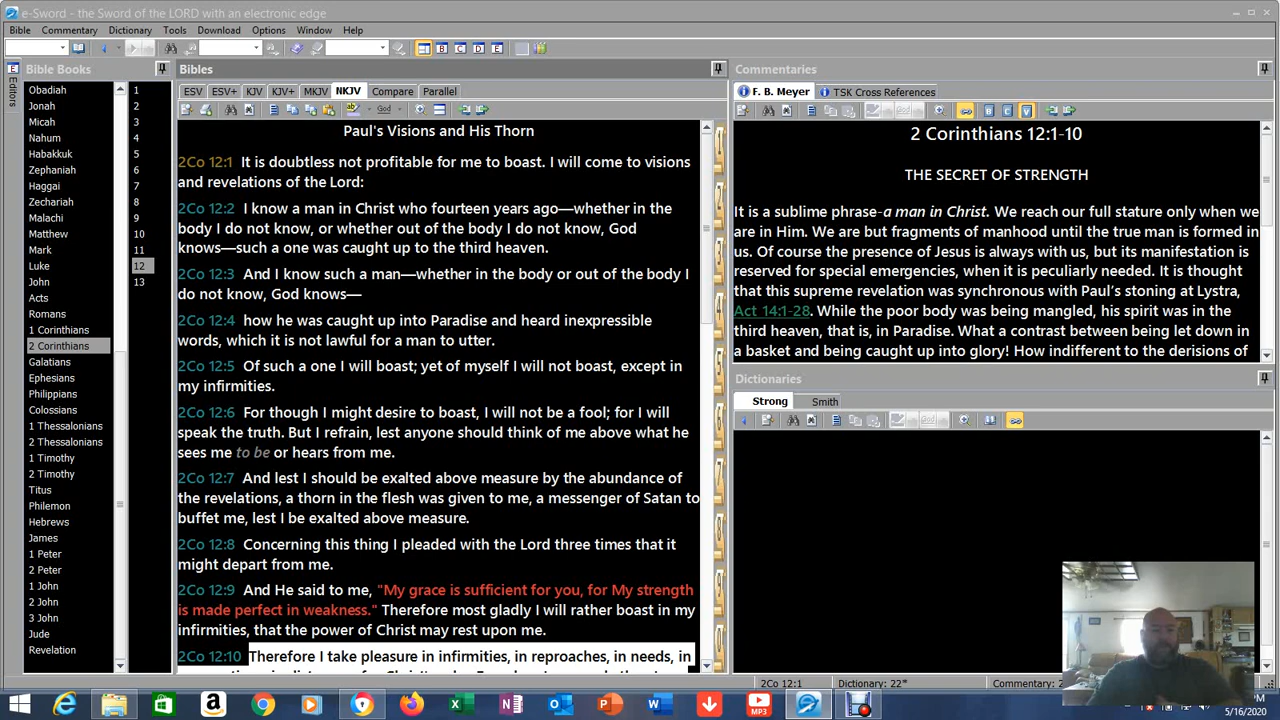 e-Sword - the Sword of the LORD with an electronic edge
Bible Commentary Dictionary Tools Download Options Window Help
B C D E
Editors
Bible Books
Obadiah
Jonah
Micah
Nahum
Habakkuk
Zephaniah
Haggai
Zechariah
Malachi
Matthew
Mark
Luke
John
Acts
Romans
1 Corinthians
2 Corinthians
Galatians
Ephesians
Philippians
Colossians
1 Thessalonians
2 Thessalonians
1 Timothy
2 Timothy
Titus
Philemon
Hebrews
James
1 Peter
2 Peter
1 John
2 John
3 John
Jude
Revelation
1
2
3
4
5
6
7
8
9
10
11
12
13
Bibles
ESV ESV+ KJV KJV+ MKJV NKJV Compare Parallel
God
Paul's Visions and His Thorn
2Co 12:1 It is doubtless not profitable for me to boast. I will come to visions
and revelations of the Lord:
2Co 12:2 I know a man in Christ who fourteen years ago—whether in the
body I do not know, or whether out of the body I do not know, God
knows—such a one was caught up to the third heaven.
2Co 12:3 And I know such a man—whether in the body or out of the body I
do not know, God knows—
2Co 12:4 how he was caught up into Paradise and heard inexpressible
words, which it is not lawful for a man to utter.
2Co 12:5 Of such a one I will boast; yet of myself I will not boast, except in
my infirmities.
2Co 12:6 For though I might desire to boast, I will not be a fool; for I will
speak the truth. But I refrain, lest anyone should think of me above what he
sees me to be or hears from me.
2Co 12:7 And lest I should be exalted above measure by the abundance of
the revelations, a thorn in the flesh was given to me, a messenger of Satan to
buffet me, lest I be exalted above measure.
2Co 12:8 Concerning this thing I pleaded with the Lord three times that it
might depart from me.
2Co 12:9 And He said to me, "My grace is sufficient for you, for My strength
is made perfect in weakness." Therefore most gladly I will rather boast in my
infirmities, that the power of Christ may rest upon me.
2Co 12:10 Therefore I take pleasure in infirmities, in reproaches, in needs, in
Commentaries
F. B. Meyer TSK Cross References
God
B C V
2 Corinthians 12:1-10
THE SECRET OF STRENGTH
It is a sublime phrase-a man in Christ. We reach our full stature only when we
are in Him. We are but fragments of manhood until the true man is formed in
us. Of course the presence of Jesus is always with us, but its manifestation is
reserved for special emergencies, when it is peculiarly needed. It is thought
that this supreme revelation was synchronous with Paul's stoning at Lystra,
Act 14:1-28. While the poor body was being mangled, his spirit was in the
third heaven, that is, in Paradise. What a contrast between being let down in
a basket and being caught up into glory! How indifferent to the derisions of
Dictionaries
Strong Smith
God
2Co 12:1 Dictionary: 22* Commentary: 2
MP3
PM
5/16/2020